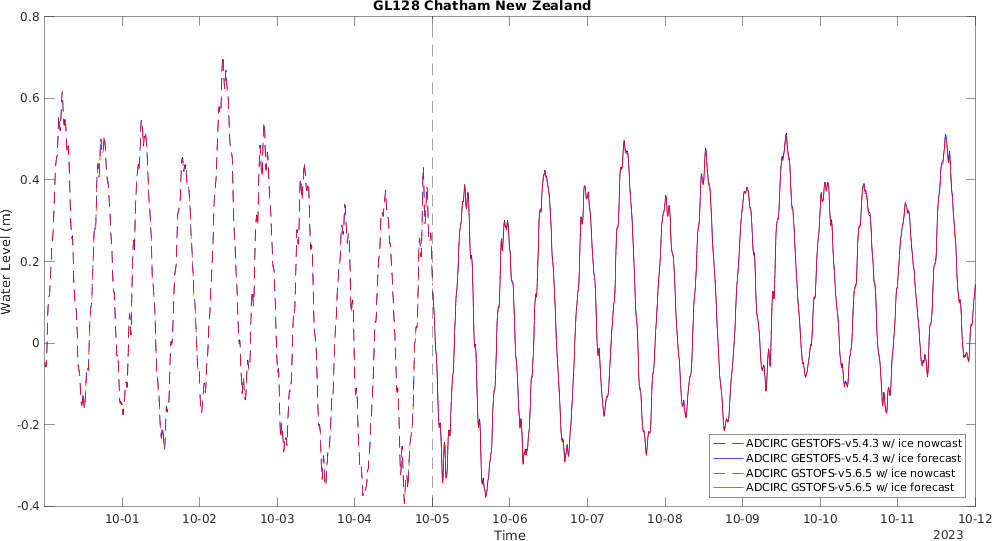 GL128 Chatham New Zealand
0.8
0.6
0.4
0.2
0
-0.2
-0.4
Water Level (m)
ADCIRC GESTOFS-v5.4.3 w/ ice nowcast
ADCIRC GESTOFS-v5.4.3 w/ ice forecast
ADCIRC GSTOFS-v5.6.5 w/ ice nowcast
ADCIRC GSTOFS-v5.6.5 w/ ice forecast
10-01 10-02 10-03 10-04 10-05 10-06 10-07 10-08 10-09 10-10 10-11 10-12
Time
2023